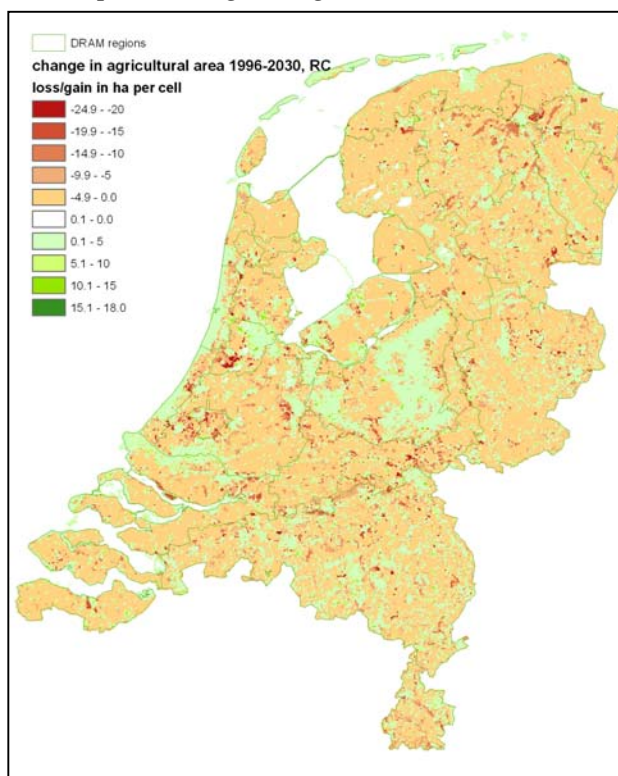 DRAM regions
change in agricultural area 1996-2030, RC
loss/gain in ha per cell
-24.9 - -20
-19.9 - -15
-14.9 - -10
-9.9 - -5
-4.9 - 0.0
0.1 - 0.0
0.1 - 5
5.1 - 10
10.1 - 15
15.1 - 18.0